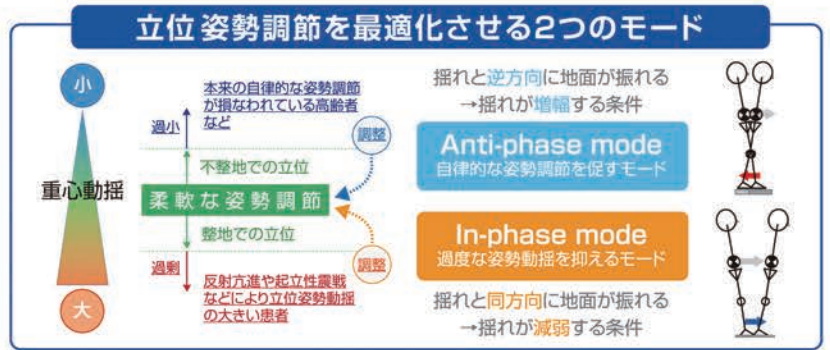 立位 姿勢調節を最適化させる2つのモード
小
重心動揺
大
本来の自律的な姿勢調節
が損なわれている高齢者
など
過小
調整
不整地での立位
柔軟な姿勢調節
整地での立位
調整
過剰
反射亢進や起立性震戦
などにより立位姿勢動揺
の大きい患者
揺れと逆方向に地面が振れる
→揺れが増幅する条件
Anti-phase mode
自律的な姿勢調節を促すモード
In-phase mode
過度な姿勢動揺を抑えるモード
揺れと同方向に地面が振れる
→揺れが減弱する条件